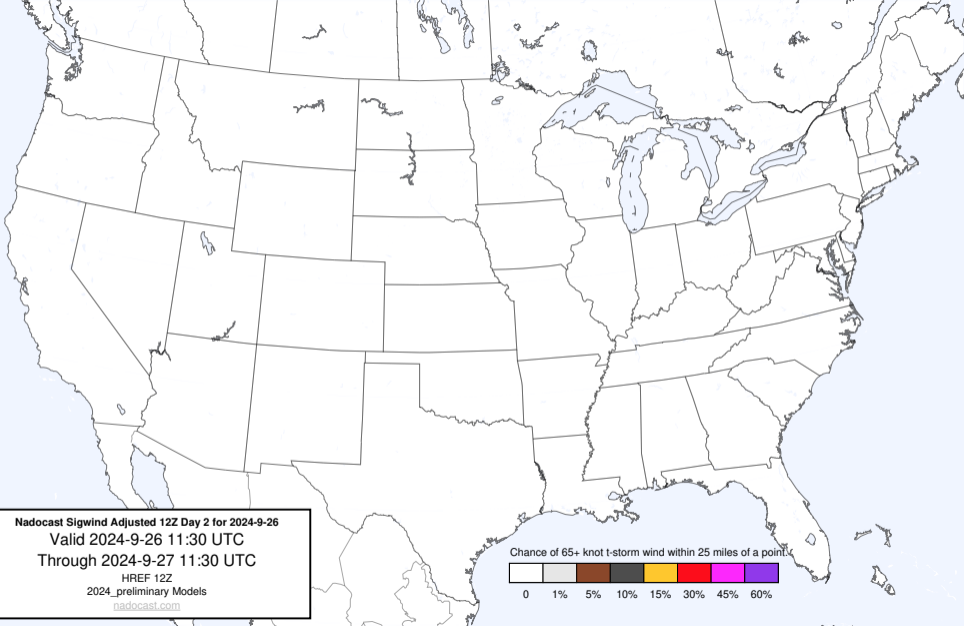 Nadocast Sigwind Adjusted 12Z Day 2 for 2024-9-26
Valid 2024-9-26 11:30 UTC
Through 2024-9-27 11:30 UTC
HREF 12Z
2024_preliminary Models
nadocast.com
Chance of 65+ knot t-storm wind within 25 miles of a point.
0 1% 5% 10% 15% 30% 45% 60%